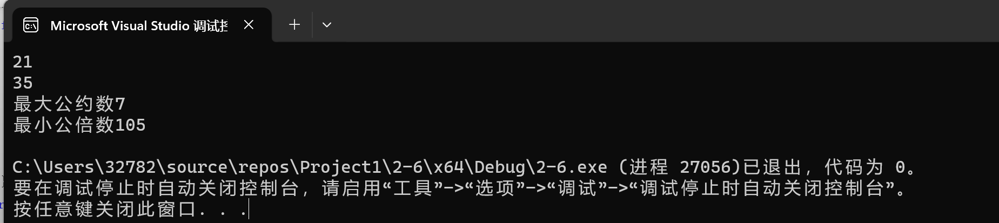 Microsoft Visual Studio 调试控
21
35
最大公约数7
最小公倍数105
C:\Users\32782\source\repos\Project1\2-6\x64\Debug\2-6.exe (进程 27056)已退出，代码为 0。
要在调试停止时自动关闭控制台，请启用“工具”->“选项”->“调试”->“调试停止时自动关闭控制台”。
按任意键关闭此窗口. . .